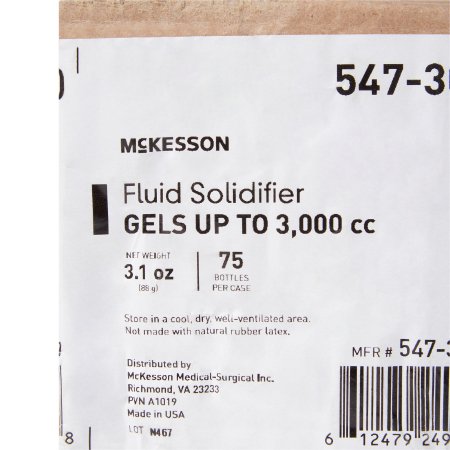 547-3
McKESSON
Fluid Solidifier
GELS UP TO 3,000 cc
NET WEIGHT
3.1 oz
(88 g)
75
BOTTLES
PER CASE
Store in a cool, dry, well-ventilated area.
Not made with natural rubber latex.
MFR # 547-3
Distributed by
McKesson Medical-Surgical Inc.
Richmond, VA 23233
PVN A1019
Made in USA
LOT N467
8
6 12479 249